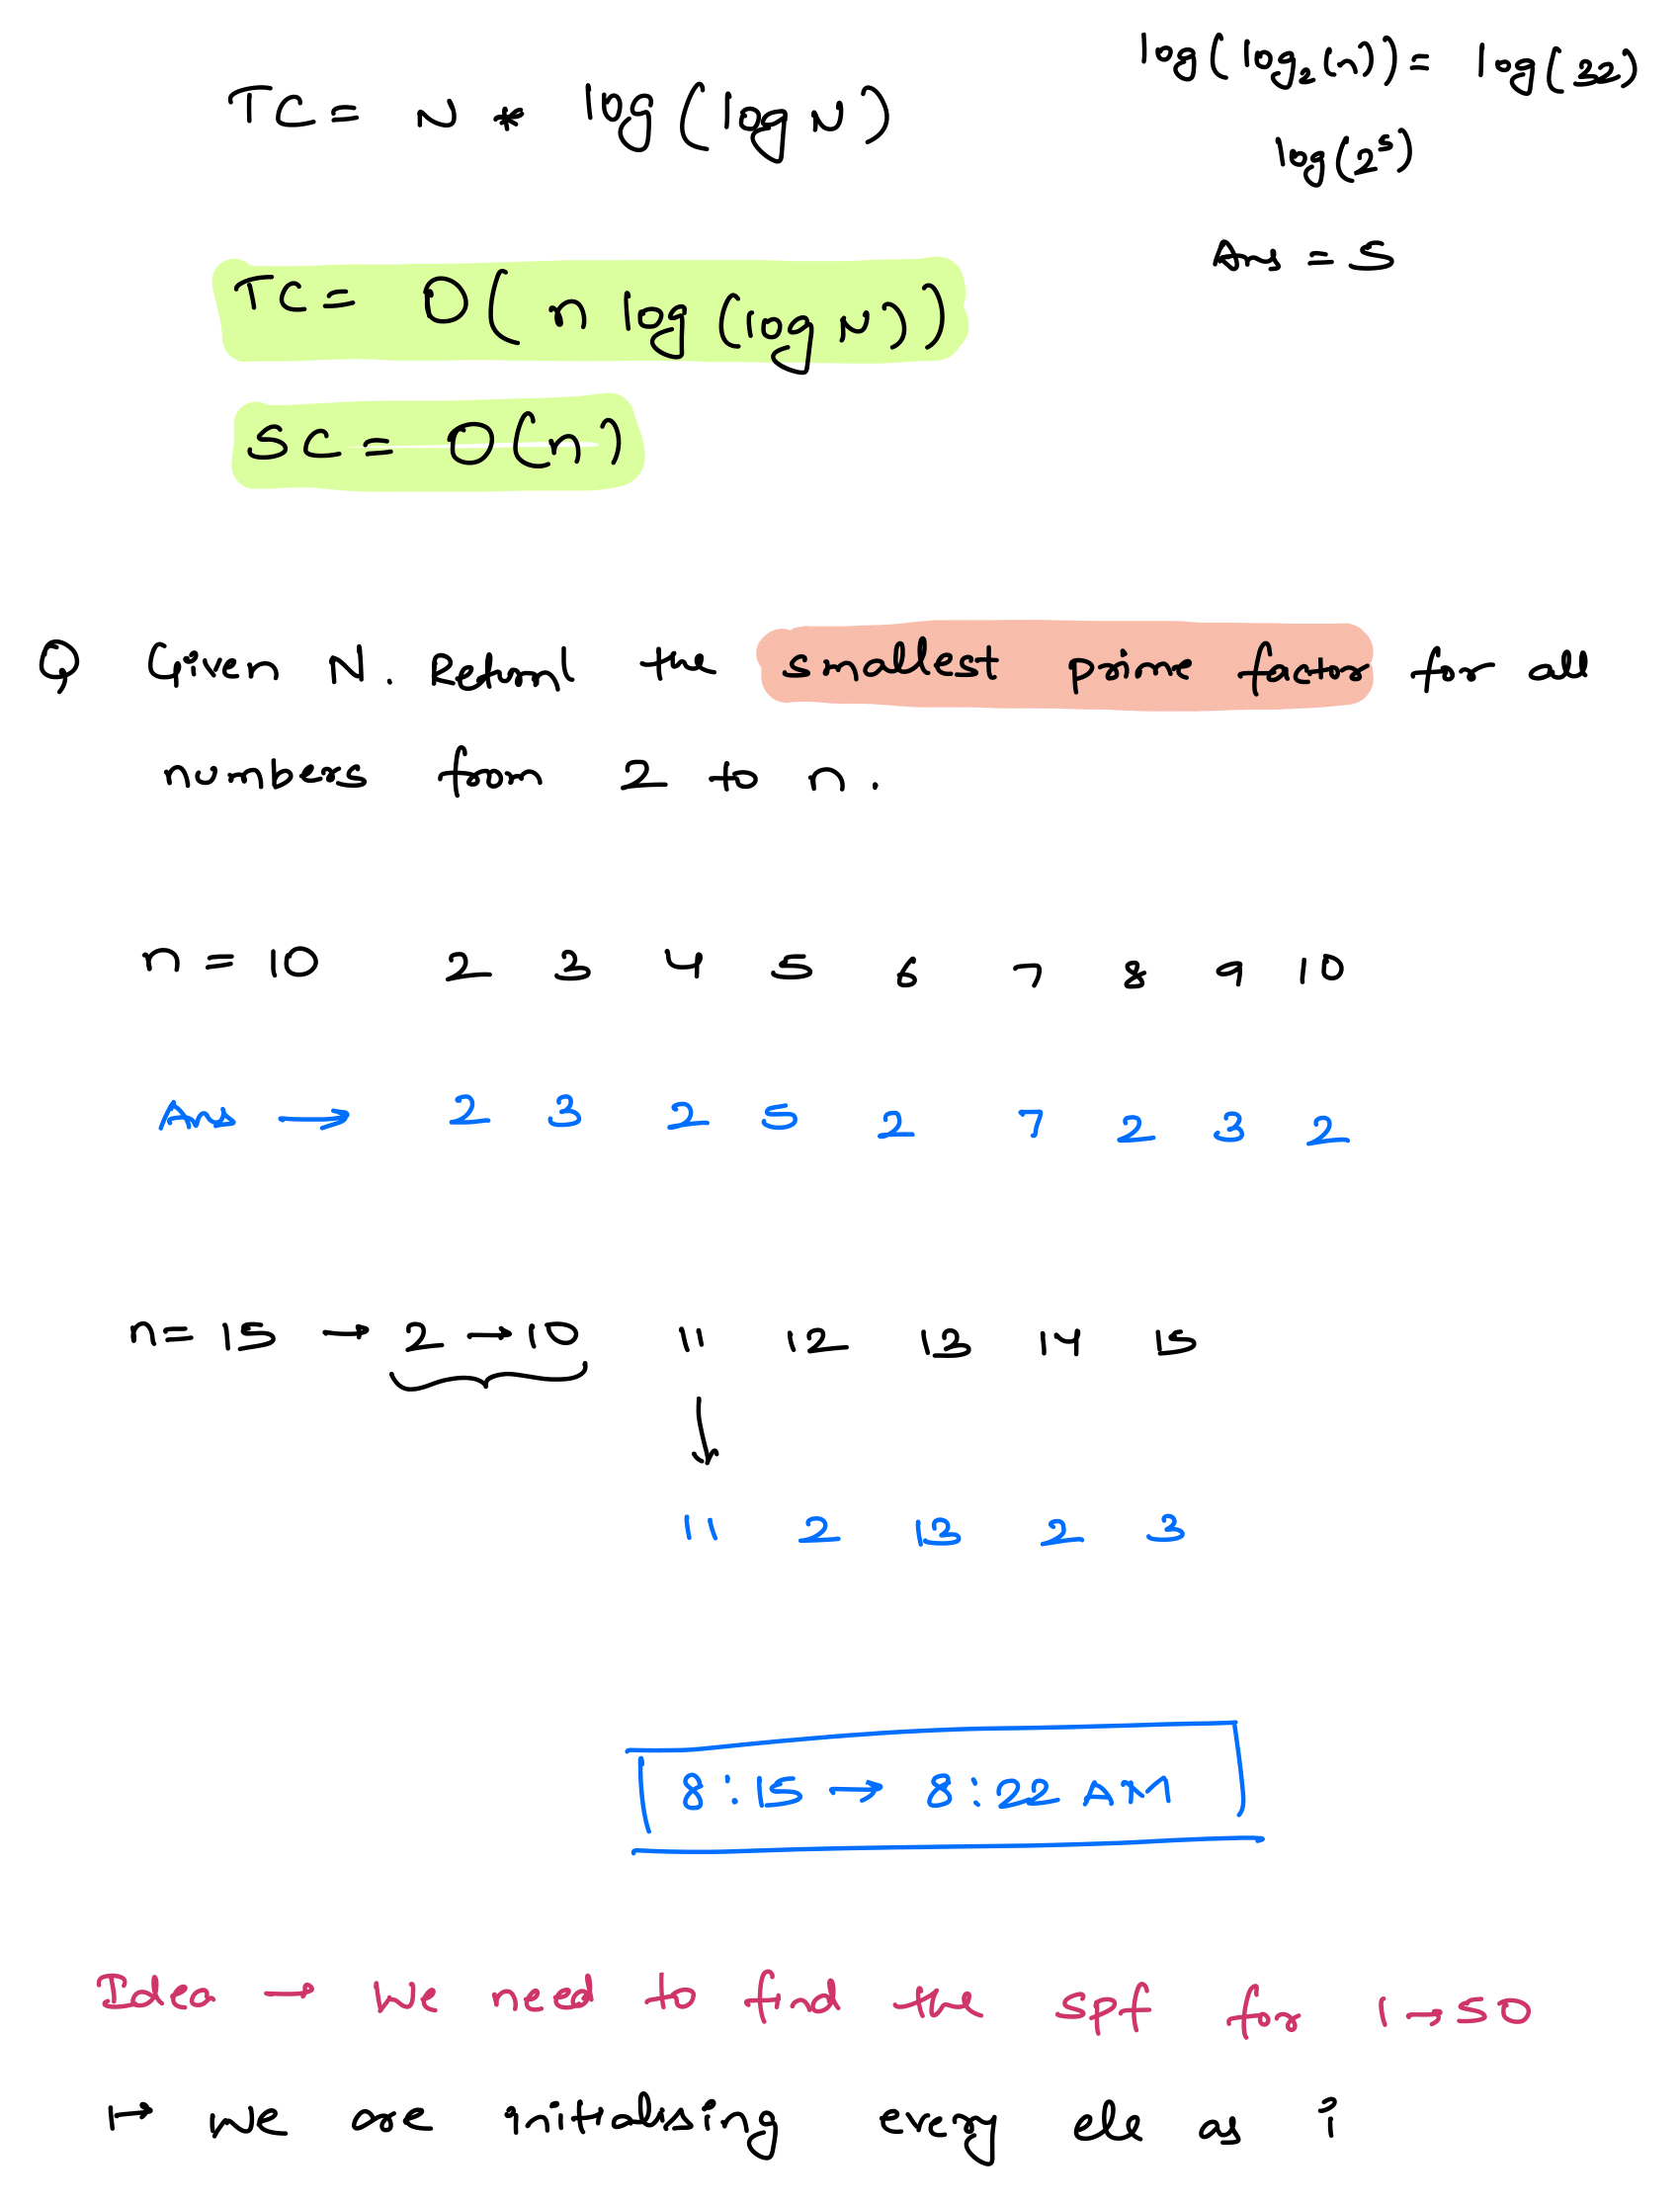 TC = N * log(log N)
log(log₂(n)) = log(32)
log(2⁵)
Ans = 5
TC = O(n log(log N))
SC = O(n)
Q Given N. Return the smallest prime factor for all
numbers from 2 to n.
n = 10 2 3 4 5 6 7 8 9 10
Ans → 2 3 2 5 2 7 2 3 2
n = 15 → 2 → 10 11 12 13 14 15
11 2 13 2 3
8:15 → 8:22 AM
Idea → We need to find the spf for 1 → 50
↦ We are initialising every ele as i